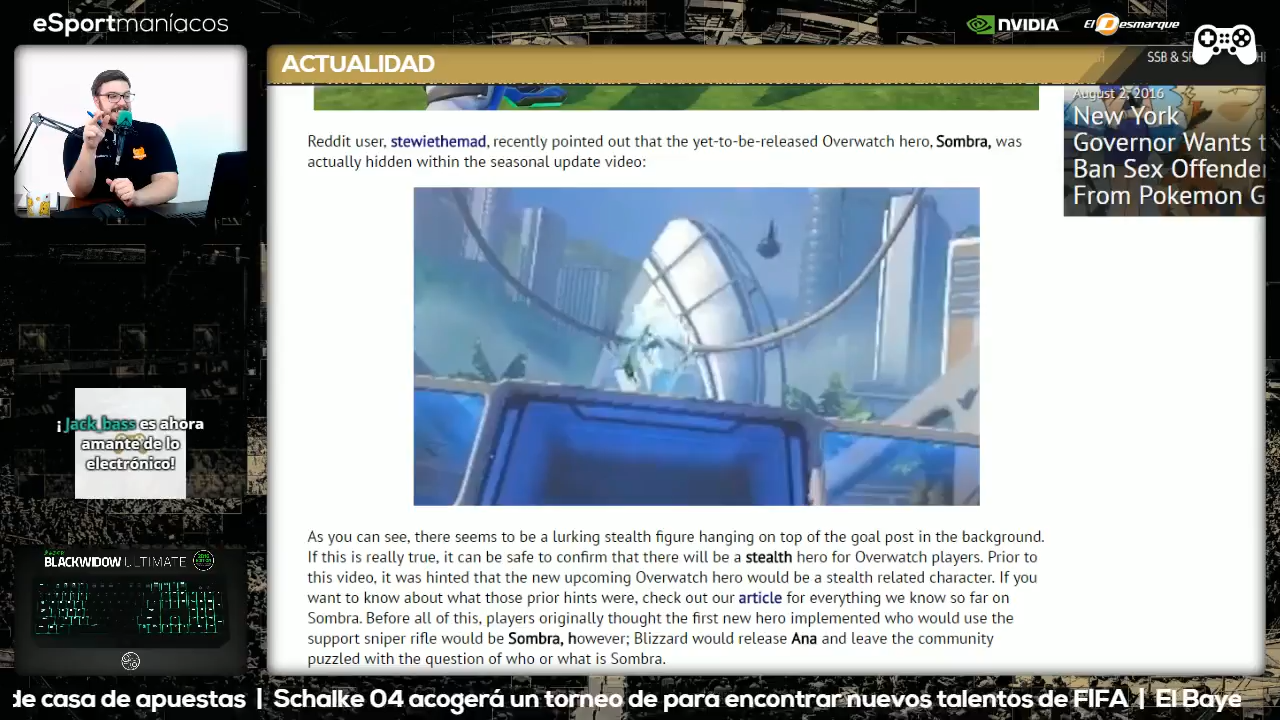 eSportmaníacos
NVIDIA
El Desmarque
ACTUALIDAD
SSB &
August 2, 2016
New York
Governor Wants
Ban Sex Offende
From Pokemon G
Reddit user, stewiethemad, recently pointed out that the yet-to-be-released Overwatch hero, Sombra, was
actually hidden within the seasonal update video:
¡Jack_bass es ahora
amante de lo
electrónico!
As you can see, there seems to be a lurking stealth figure hanging on top of the goal post in the background.
If this is really true, it can be safe to confirm that there will be a stealth hero for Overwatch players. Prior to
this video, it was hinted that the new upcoming Overwatch hero would be a stealth related character. If you
want to know about what those prior hints were, check out our article for everything we know so far on
Sombra. Before all of this, players originally thought the first new hero implemented who would use the
support sniper rifle would be Sombra, however; Blizzard would release Ana and leave the community
puzzled with the question of who or what is Sombra.
RAZER
BLACKWIDOW ULTIMATE
de casa de apuestas | Schalke 04 acogerá un torneo de para encontrar nuevos talentos de FIFA | El Baye